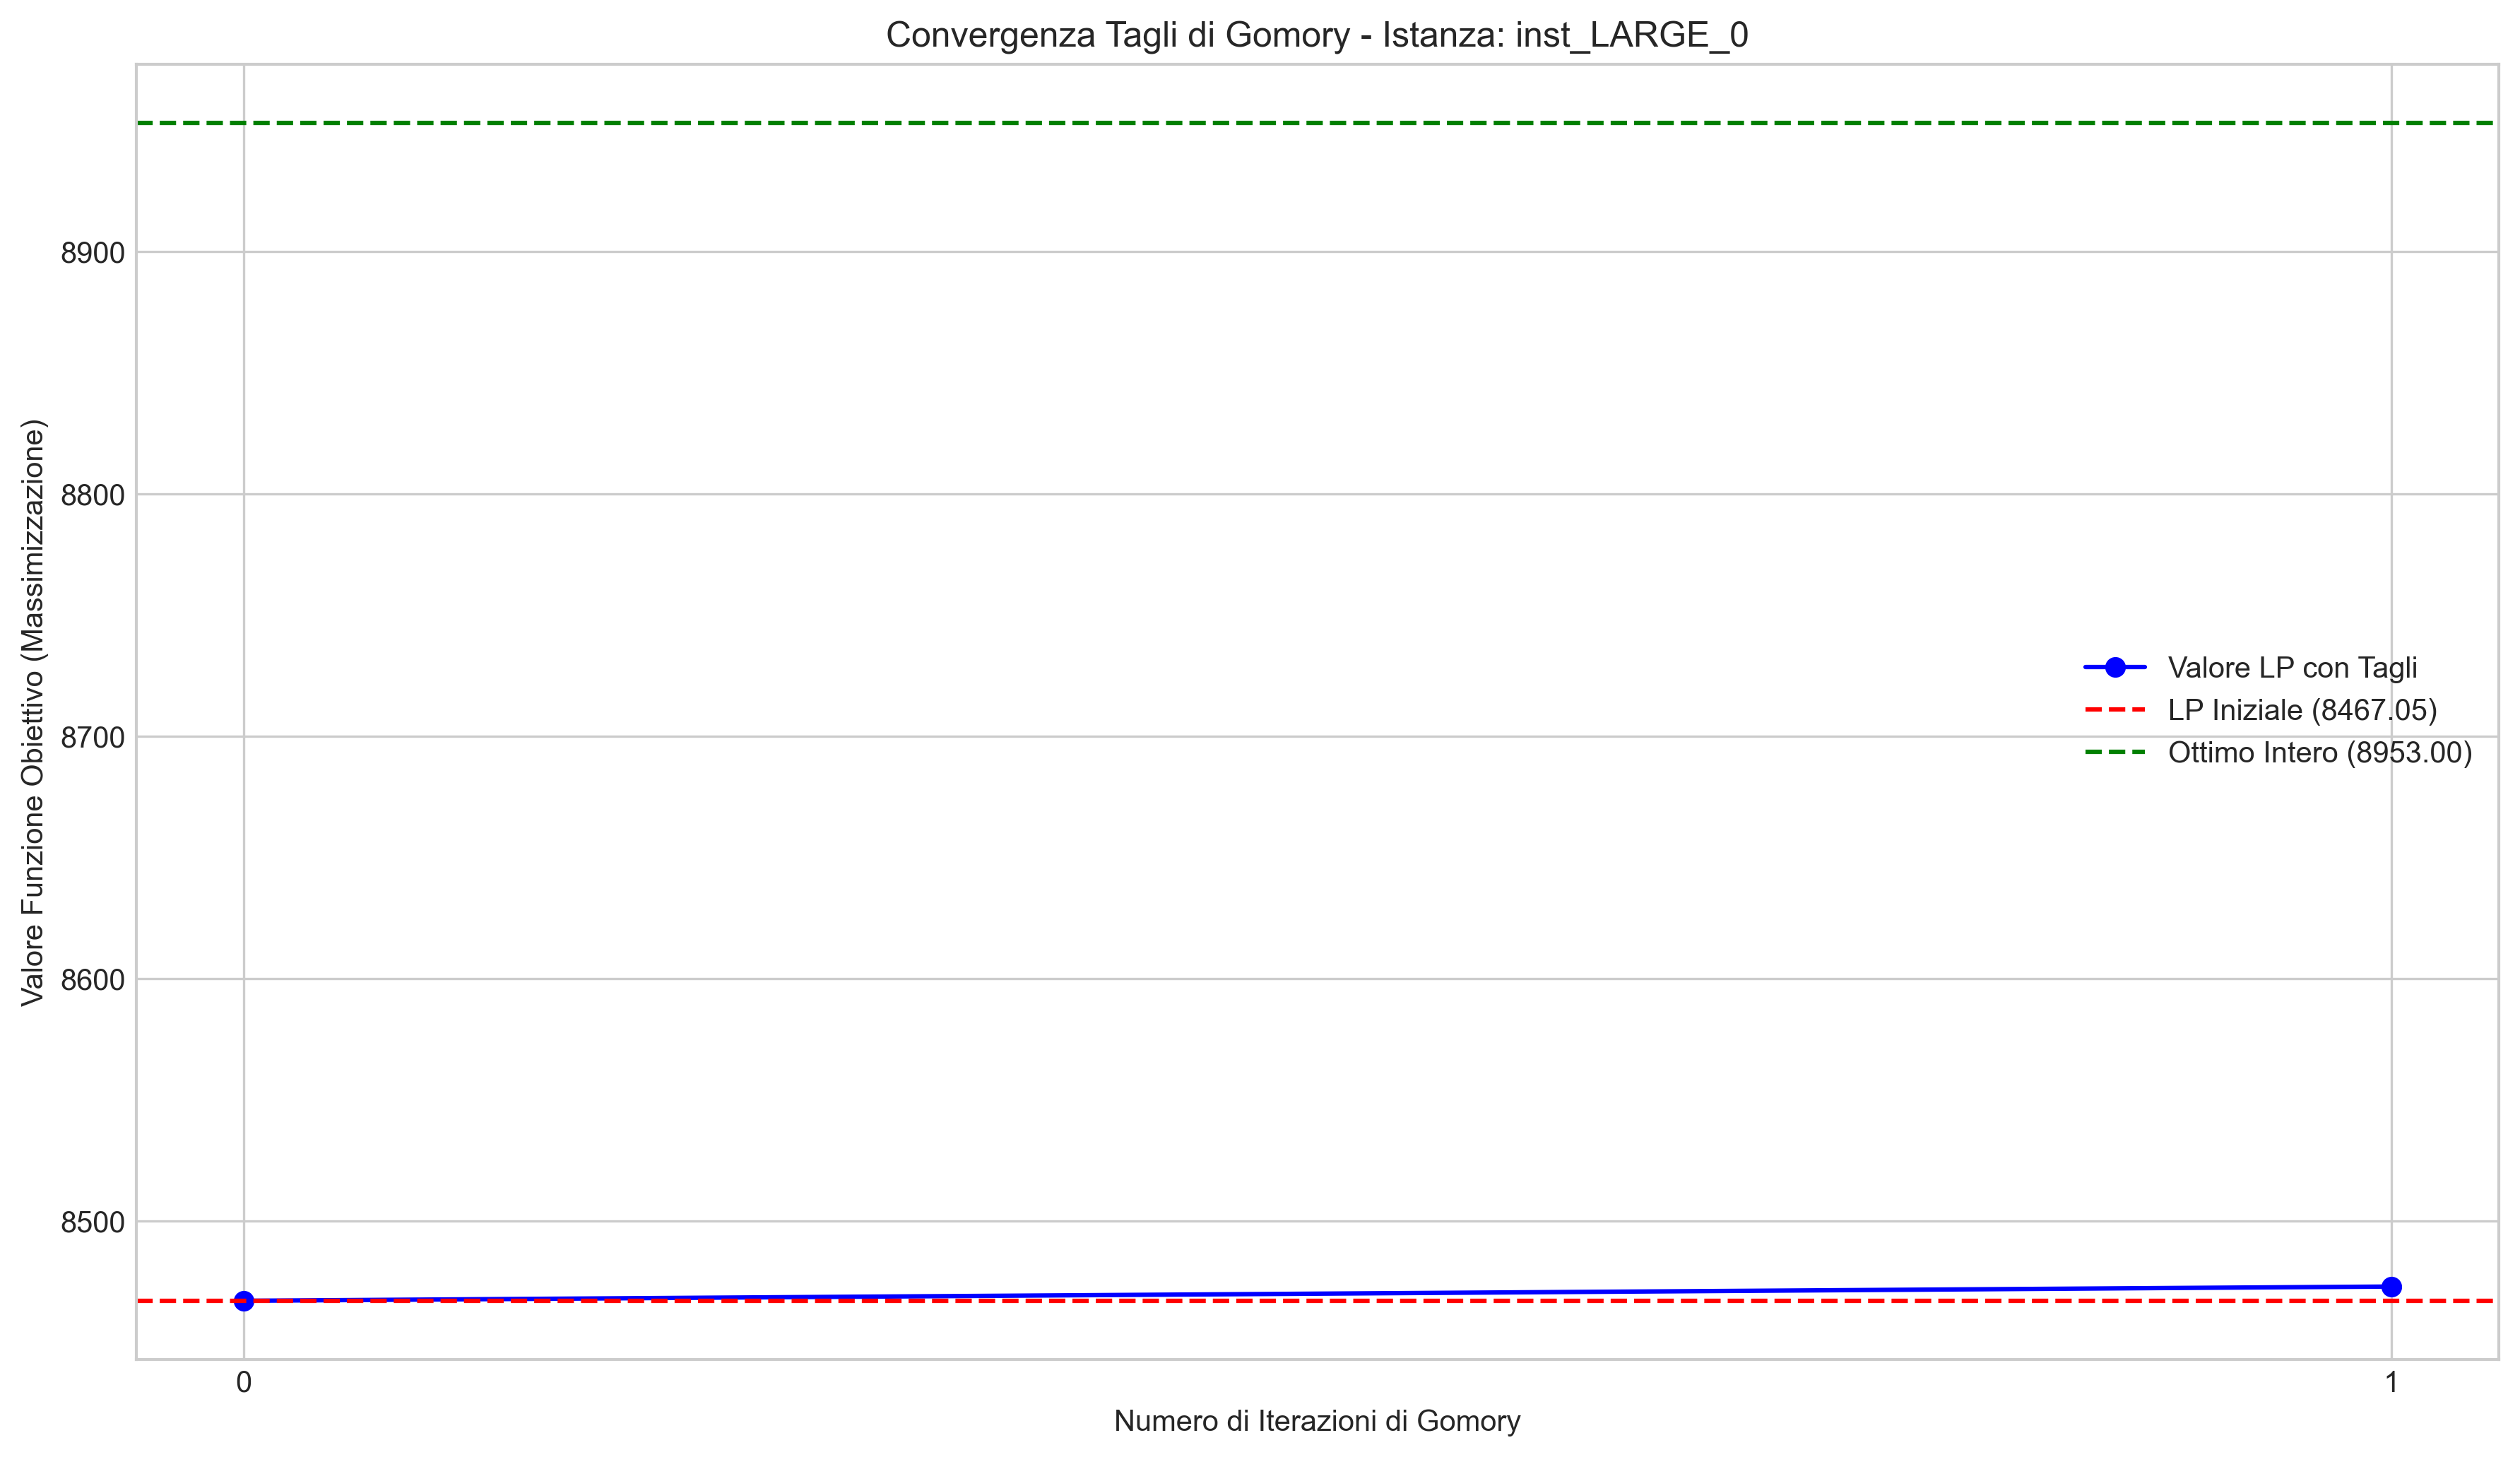 Convergenza Tagli di Gomory - Istanza: inst_LARGE_0
Valore Funzione Obiettivo (Massimizzazione)
8900
8800
8700
8600
8500
Valore LP con Tagli
LP Iniziale (8467.05)
Ottimo Intero (8953.00)
0
1
Numero di Iterazioni di Gomory